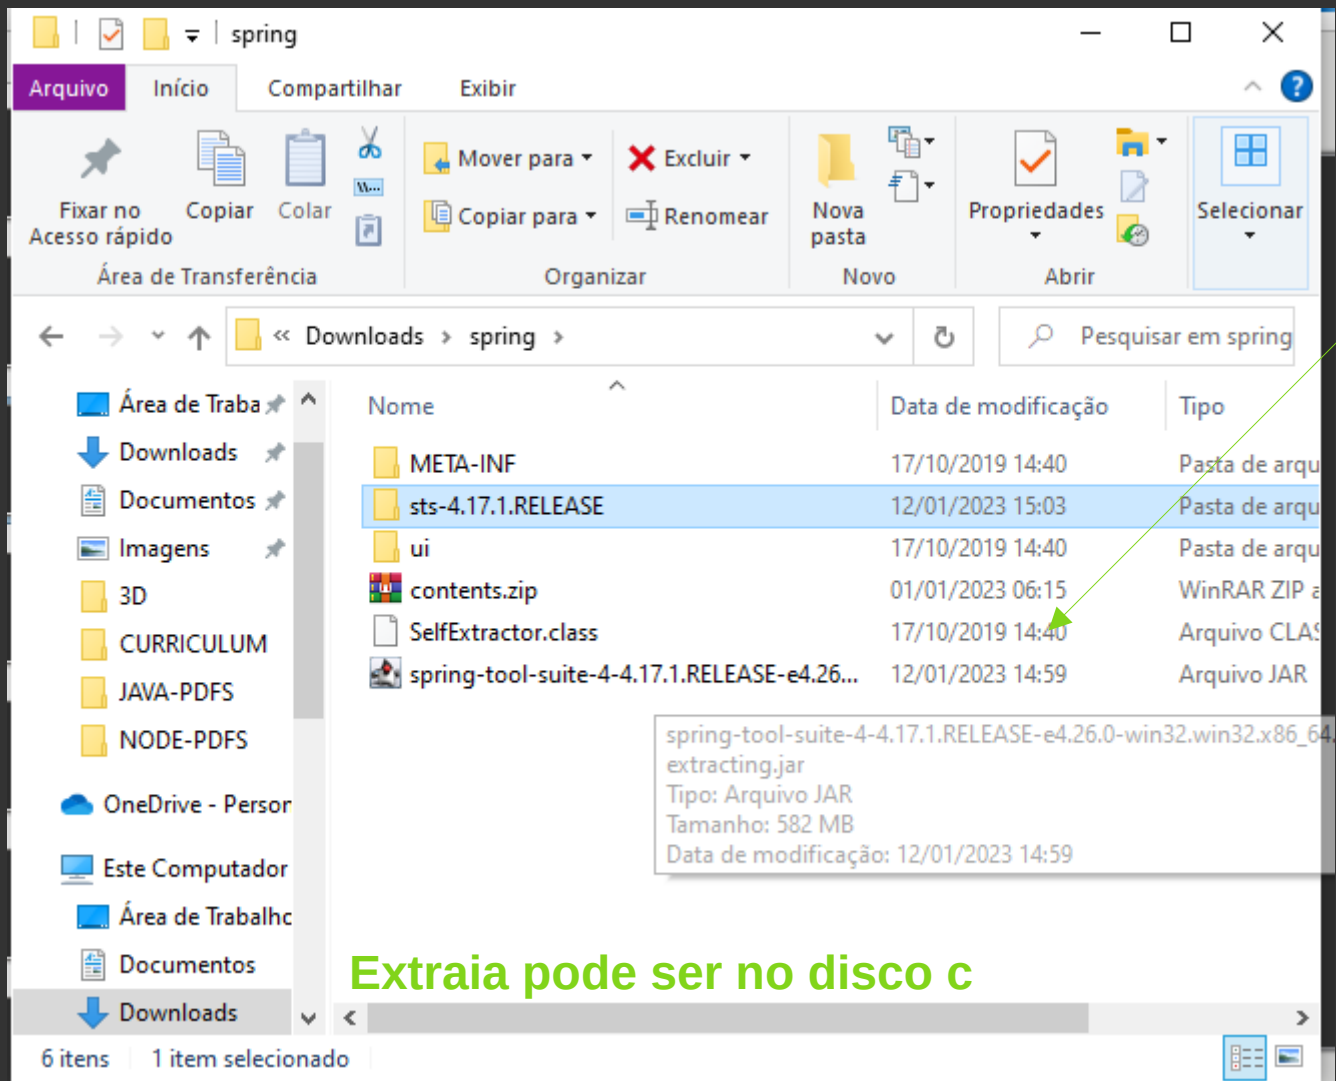 spring
Arquivo Início Compartilhar Exibir
Fixar no Acesso rápido
Copiar
Colar
Mover para
Copiar para
Excluir
Renomear
Nova pasta
Propriedades
Selecionar
Área de Transferência Organizar Novo Abrir
« Downloads > spring >
Pesquisar em spring
Nome Data de modificação Tipo
META-INF 17/10/2019 14:40 Pasta de arqu
sts-4.17.1.RELEASE 12/01/2023 15:03 Pasta de arqu
ui 17/10/2019 14:40 Pasta de arqu
contents.zip 01/01/2023 06:15 WinRAR ZIP a
SelfExtractor.class 17/10/2019 14:40 Arquivo CLAS
spring-tool-suite-4-4.17.1.RELEASE-e4.26... 12/01/2023 14:59 Arquivo JAR
spring-tool-suite-4-4.17.1.RELEASE-e4.26.0-win32.win32.x86_64.
extracting.jar
Tipo: Arquivo JAR
Tamanho: 582 MB
Data de modificação: 12/01/2023 14:59
Área de Traba
Downloads
Documentos
Imagens
3D
CURRICULUM
JAVA-PDFS
NODE-PDFS
OneDrive - Person
Este Computador
Área de Trabalho
Documentos
Downloads
Extraia pode ser no disco c
6 itens 1 item selecionado